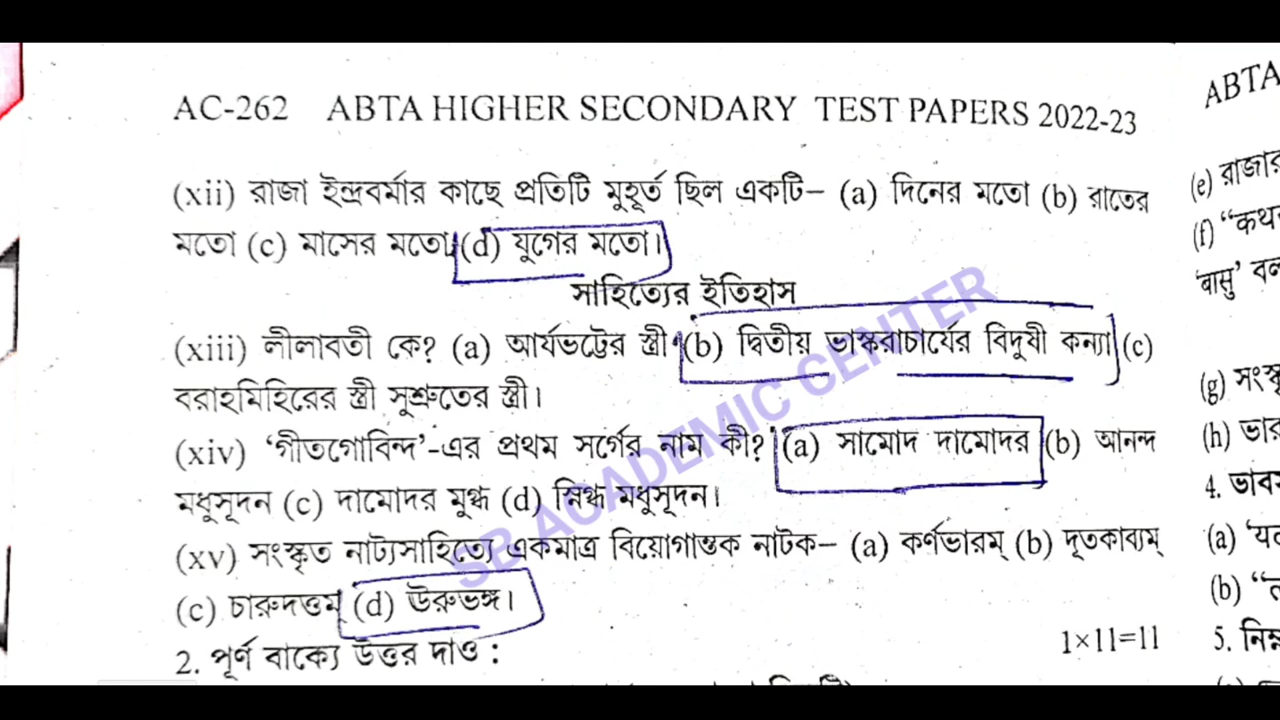 AC-262 ABTA HIGHER SECONDARY TEST PAPERS 2022-23
(xii) রাজা ইন্দ্রবর্মার কাছে প্রতিটি মুহূর্ত ছিল একটি– (a) দিনের মতো (b) রাতের
মতো (c) মাসের মতো (d) যুগের মতো।
সাহিত্যের ইতিহাস
(xiii) লীলাবতী কে? (a) আর্যভট্টের স্ত্রী (b) দ্বিতীয় ভাস্করাচার্যের বিদুষী কন্যা (c)
বরাহমিহিরের স্ত্রী সুশ্রুতের স্ত্রী।
(xiv) ‘গীতগোবিন্দ’-এর প্রথম সর্গের নাম কী? (a) সামোদ দামোদর (b) আনন্দ
মধুসূদন (c) দামোদর মুগ্ধ (d) স্নিগ্ধ মধুসূদন।
(xv) সংস্কৃত নাট্যসাহিত্যে একমাত্র বিয়োগান্তক নাটক– (a) কর্ণভারম্ (b) দূতকাব্যম্
(c) চারুদত্তম্ (d) ঊরুভঙ্গ।
2. পূর্ণ বাক্যে উত্তর দাও : 1×11=11
SB ACADEMIC CENTER
ABTA
(e) রাজার
(f) “কথ
‘বাসু’ বল
(g) সংস্কৃ
(h) ভার
4. ভাবস
(a) ‘যত
(b) “ত
5. নিম্ন